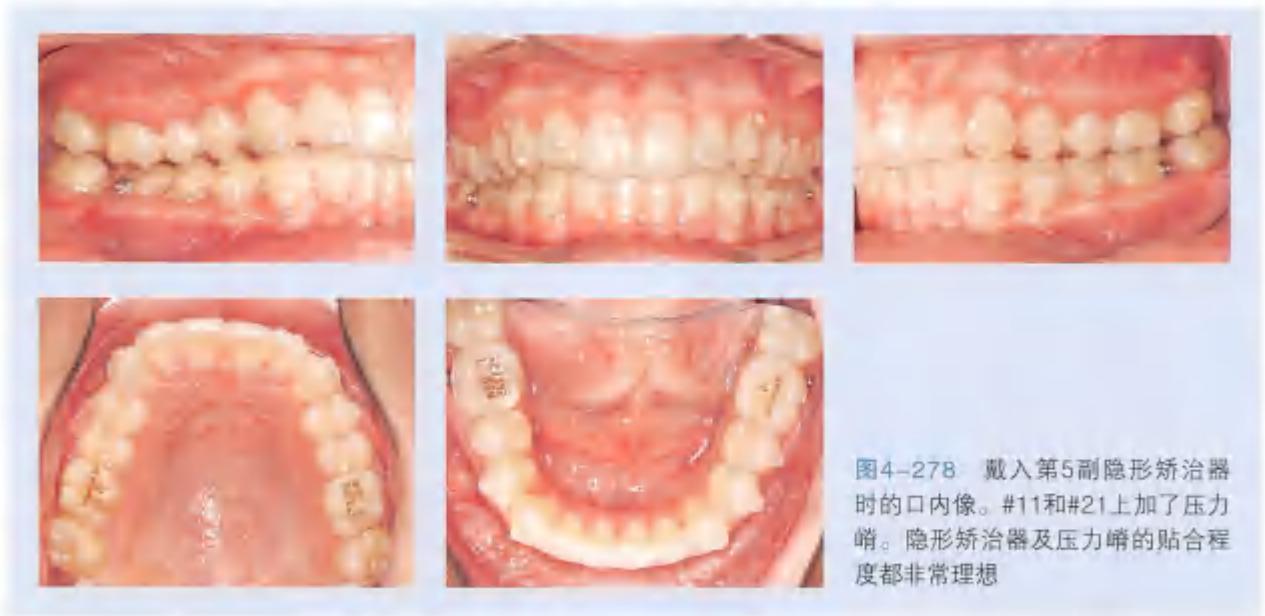 图4-278 戴入第5副隐形矫治器
时的口内像。#11和#21上加了压力
嵴。隐形矫治器及压力嵴的贴合程
度都非常理想